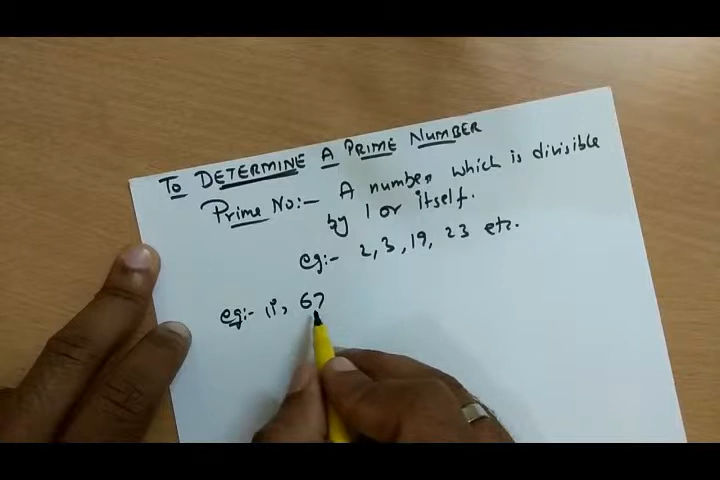 TO DETERMINE A PRIME NUMBER
Prime No:- A number, which is divisible
by 1 or itself.
eg:- 2, 3, 19, 23 etc.
eg:- 1), 67